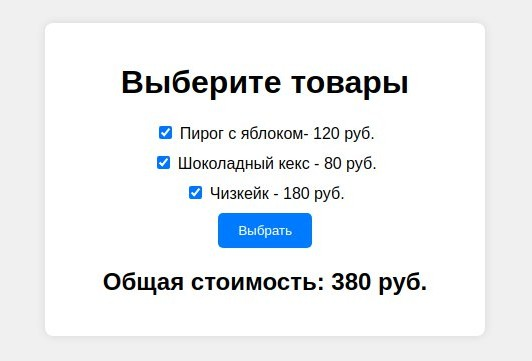 Выберите товары
Пирог с яблоком- 120 руб.
Шоколадный кекс - 80 руб.
Чизкейк - 180 руб.
Выбрать
Общая стоимость: 380 руб.